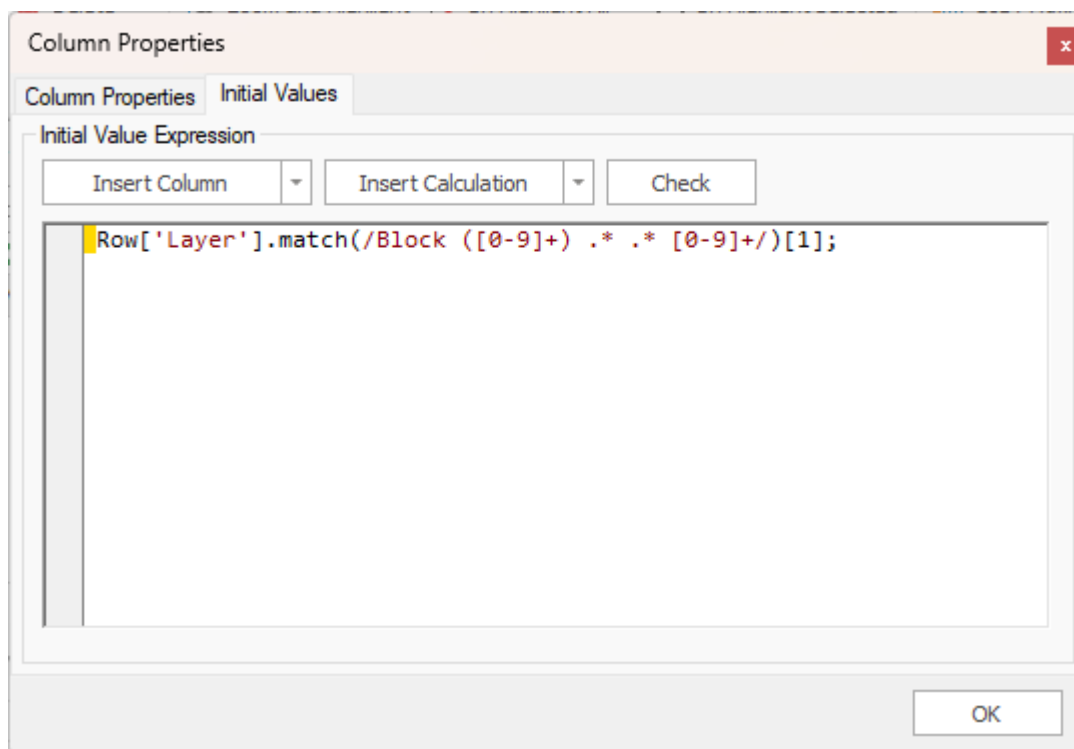 Column Properties
x
Column Properties Initial Values
Initial Value Expression
Insert Column Insert Calculation Check
Row['Layer'].match(/Block ([0-9]+) .* .* [0-9]+/)[1];
OK